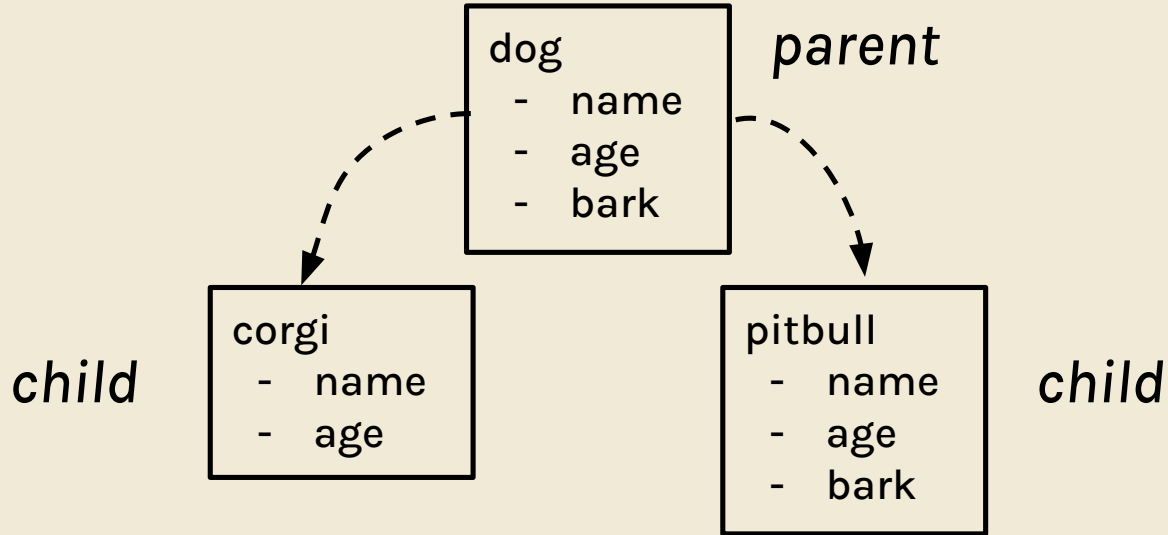 dog
- name
- age
- bark
parent
corgi
- name
- age
child
pitbull
- name
- age
- bark
child